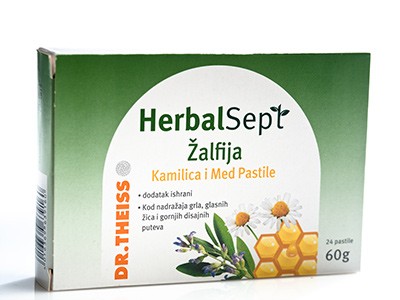 HerbalSept
Žalfija
Kamilica i Med Pastile
• dodatak ishrani
• Kod nadražaja grla, glasnih
žica i gornjih disajnih
puteva
DR.THEISS
24 pastile
60g